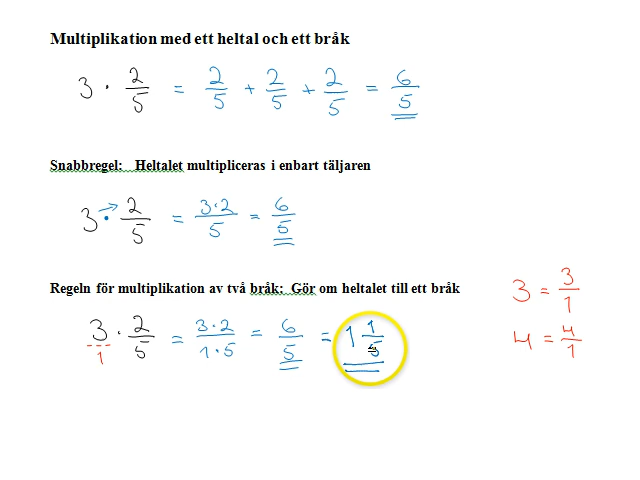 Multiplikation med ett heltal och ett bråk
3 · 2/5 = 2/5 + 2/5 + 2/5 = 6/5
Snabbregel: Heltalet multipliceras i enbart täljaren
3 · 2/5 = 3·2/5 = 6/5
Regeln för multiplikation av två bråk: Gör om heltalet till ett bråk
3/1 · 2/5 = 3·2/1·5 = 6/5 = 1 1/5
3 = 3/1
4 = 4/1